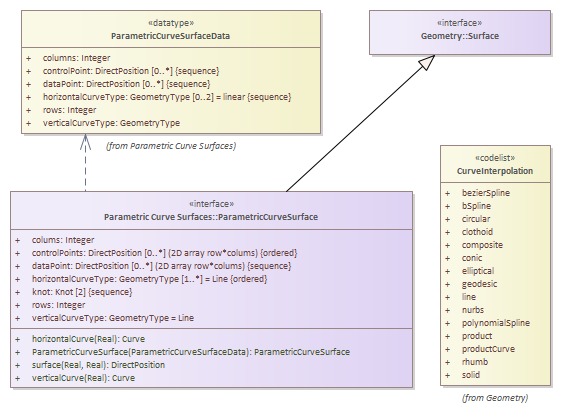 «datatype»
ParametricCurveSurfaceData
+ columns: Integer
+ controlPoint: DirectPosition [0..*] {sequence}
+ dataPoint: DirectPosition [0..*] {sequence}
+ horizontalCurveType: GeometryType [0..2] = linear {sequence}
+ rows: Integer
+ verticalCurveType: GeometryType
(from Parametric Curve Surfaces)
«interface»
Geometry::Surface
«interface»
Parametric Curve Surfaces::ParametricCurveSurface
+ colums: Integer
+ controlPoints: DirectPosition [0..*] (2D array row*colums) {ordered}
+ dataPoint: DirectPosition [0..*] (2D array row*colums) {sequence}
+ horizontalCurveType: GeometryType [1..*] = Line {ordered}
+ knot: Knot [2] {sequence}
+ rows: Integer
+ verticalCurveType: GeometryType = Line
+ horizontalCurve(Real): Curve
+ ParametricCurveSurface(ParametricCurveSurfaceData): ParametricCurveSurface
+ surface(Real, Real): DirectPosition
+ verticalCurve(Real): Curve
«codelist»
CurveInterpolation
+ bezierSpline
+ bSpline
+ circular
+ clothoid
+ composite
+ conic
+ elliptical
+ geodesic
+ line
+ nurbs
+ polynomialSpline
+ product
+ productCurve
+ rhumb
+ solid
(from Geometry)